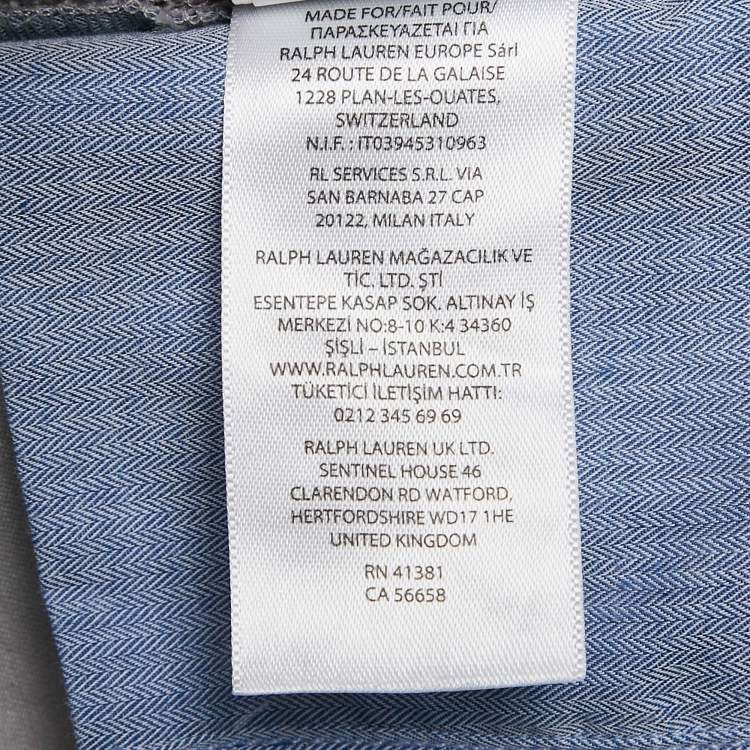 MADE FOR/FAIT POUR/
ΠΑΡΑΣΚΕΥΑΖΕΤΑΙ ΓΙΑ
RALPH LAUREN EUROPE Sárl
24 ROUTE DE LA GALAISE
1228 PLAN-LES-OUATES,
SWITZERLAND
N.I.F. : IT03945310963
RL SERVICES S.R.L. VIA
SAN BARNABA 27 CAP
20122, MILAN ITALY
RALPH LAUREN MAĞAZACILIK VE
TİC. LTD. ŞTİ
ESENTEPE KASAP SOK. ALTINAY İŞ
MERKEZİ NO:8-10 K:4 34360
ŞİŞLİ – İSTANBUL
WWW.RALPHLAUREN.COM.TR
TÜKETİCİ İLETİŞİM HATTI:
0212 345 69 69
RALPH LAUREN UK LTD.
SENTINEL HOUSE 46
CLARENDON RD WATFORD,
HERTFORDSHIRE WD17 1HE
UNITED KINGDOM
RN 41381
CA 56658